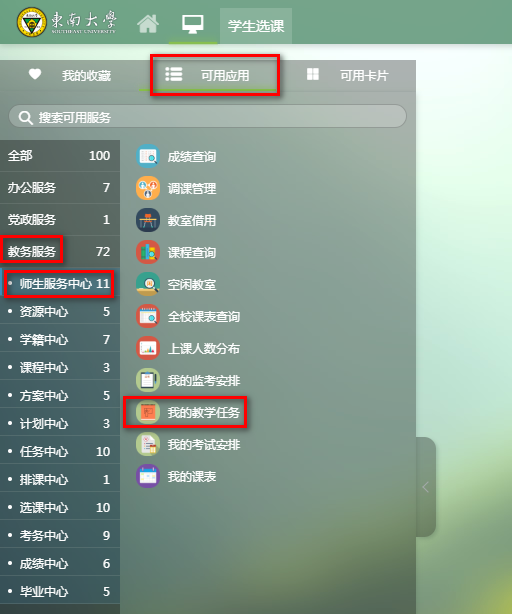 東南大學
SOUTHEAST UNIVERSITY
学生选课
我的收藏 可用应用 可用卡片
搜索可用服务
全部 100
办公服务 7
党政服务 1
教务服务 72
师生服务中心 11
资源中心 5
学籍中心 7
课程中心 3
方案中心 5
计划中心 3
任务中心 10
排课中心 1
选课中心 10
考务中心 9
成绩中心 6
毕业中心 5
成绩查询
调课管理
教室借用
课程查询
空闲教室
全校课表查询
上课人数分布
我的监考安排
我的教学任务
我的考试安排
我的课表